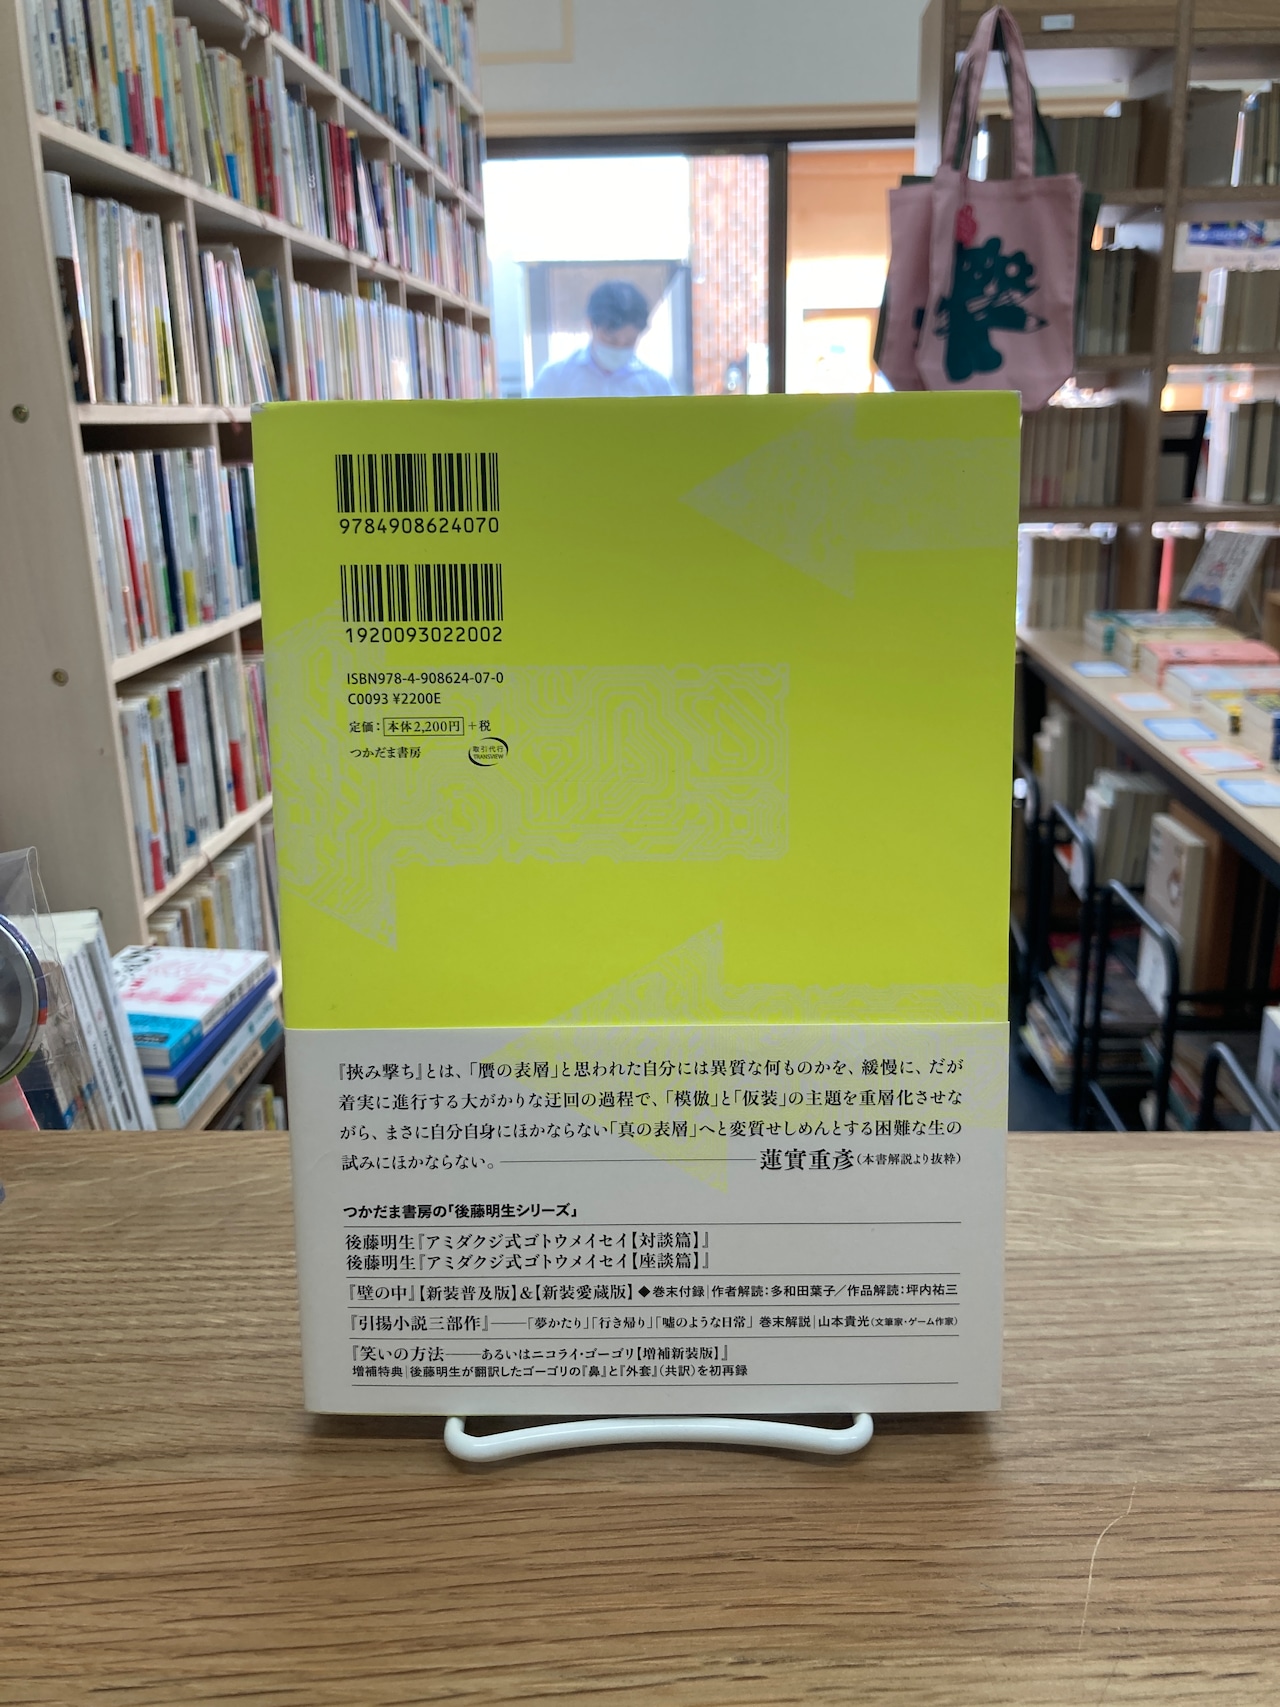 9784908624070
1920093022002
ISBN978-4-908624-07-0
C0093 ¥2200E
定価：本体2,200円＋税
つかだま書房
取引代行
TRANSVIEW
『挾み撃ち』とは、「贋の表層」と思われた自分には異質な何ものかを、緩慢に、だが
着実に進行する大がかりな迂回の過程で、「模倣」と「仮装」の主題を重層化させな
がら、まさに自分自身にほかならない「真の表層」へと変質せしめんとする困難な生の
試みにほかならない。――蓮實重彥（本書解説より抜粋）
つかだま書房の「後藤明生シリーズ」
後藤明生『アミダクジ式ゴトウメイセイ【対談篇】』
後藤明生『アミダクジ式ゴトウメイセイ【座談篇】』
『壁の中』【新装普及版】＆【新装愛蔵版】◆巻末付録｜作者解読：多和田葉子／作品解読：坪内祐三
『引揚小説三部作』――「夢かたり」「行き帰り」「嘘のような日常」 巻末解説｜山本貴光（文筆家・ゲーム作家）
『笑いの方法――あるいはニコライ・ゴーゴリ【増補新装版】』
増補特典｜後藤明生が翻訳したゴーゴリの『鼻』と『外套』（共訳）を初再録